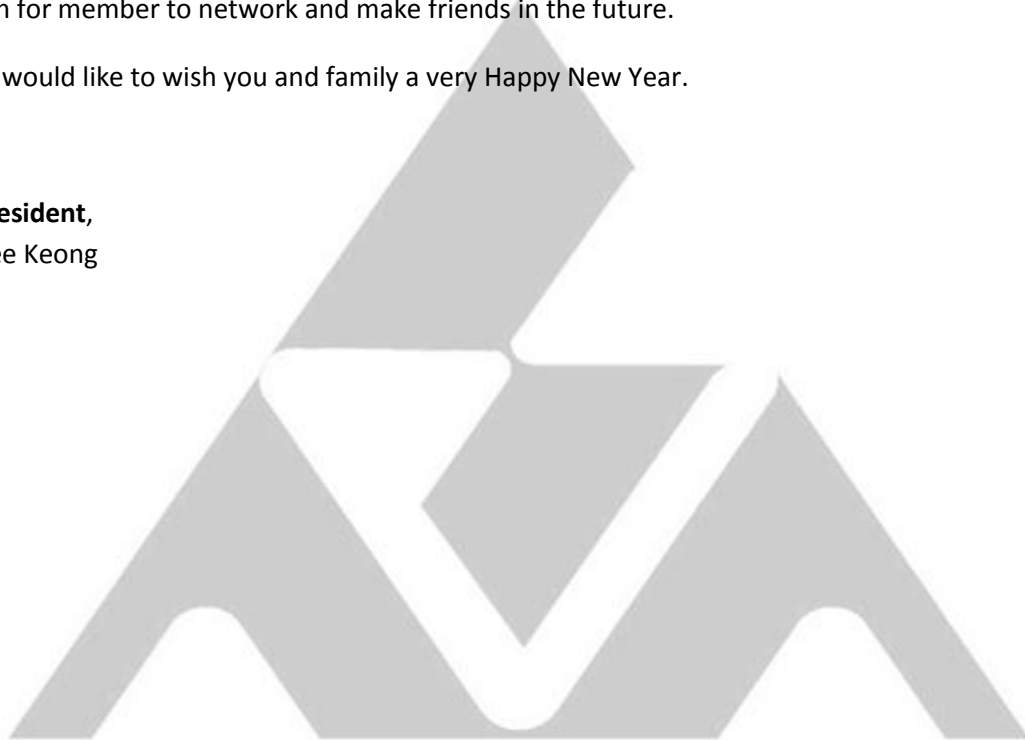 for member to network and make friends in the future.
would like to wish you and family a very Happy New Year.
esident,
e Keong